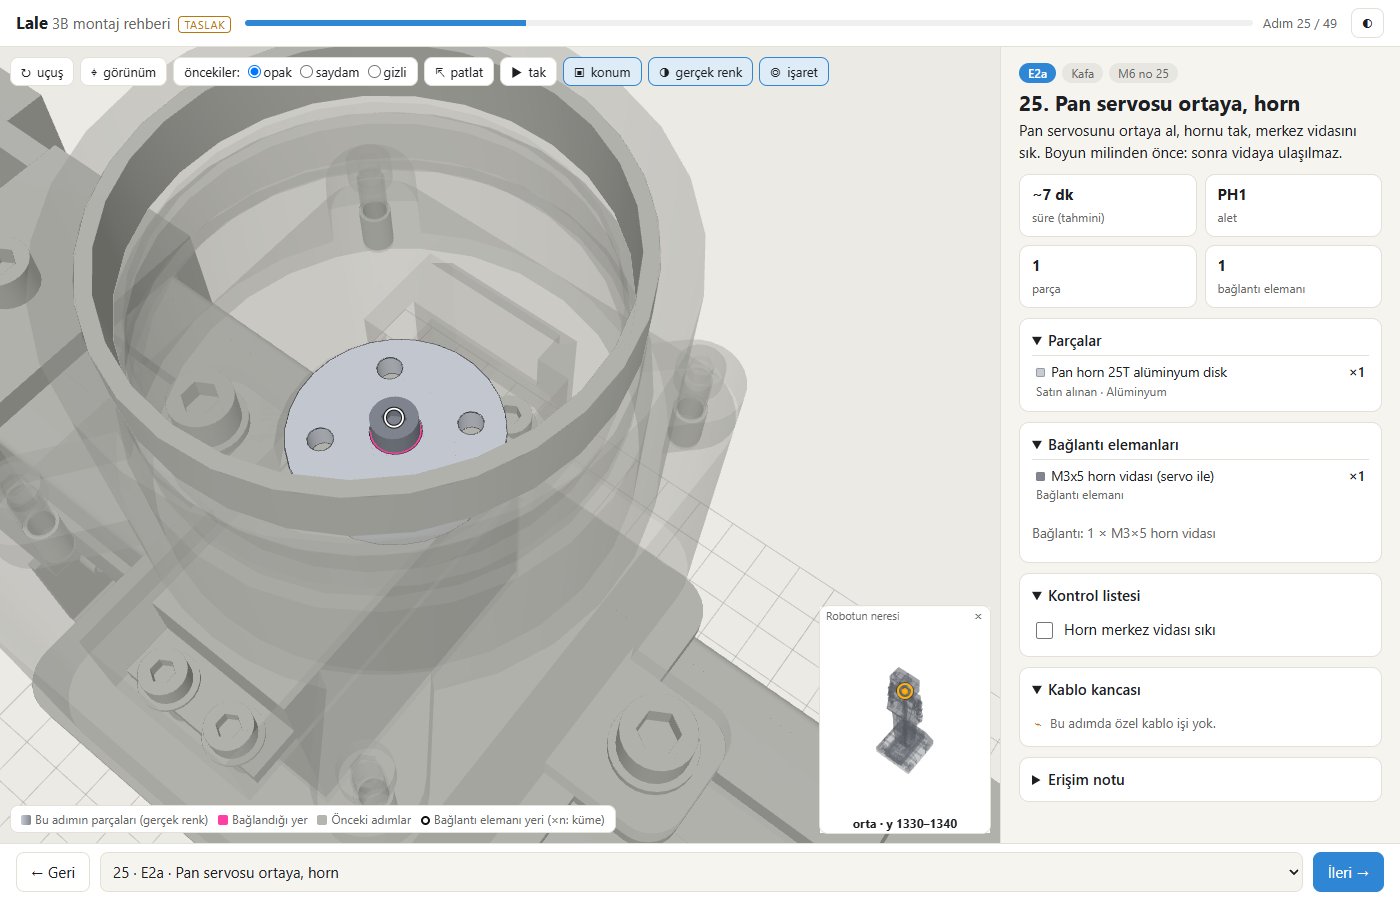 Lale 3B montaj rehberi TASLAK
Adım 25 / 49
↻ uçuş
⌖ görünüm
öncekiler: opak saydam gizli
⇱ patlat
▶ tak
▣ konum
◑ gerçek renk
◎ işaret
E2a Kafa M6 no 25
25. Pan servosu ortaya, horn
Pan servosunu ortaya al, hornu tak, merkez vidasını
sık. Boyun milinden önce: sonra vidaya ulaşılmaz.
~7 dk
süre (tahmini)
PH1
alet
1
parça
1
bağlantı elemanı
▼ Parçalar
Pan horn 25T alüminyum disk ×1
Satın alınan · Alüminyum
▼ Bağlantı elemanları
M3x5 horn vidası (servo ile) ×1
Bağlantı elemanı
Bağlantı: 1 × M3×5 horn vidası
▼ Kontrol listesi
Horn merkez vidası sıkı
▼ Kablo kancası
Bu adımda özel kablo işi yok.
▶ Erişim notu
Robotun neresi ×
orta · y 1330–1340
Bu adımın parçaları (gerçek renk) Bağlandığı yer Önceki adımlar Bağlantı elemanı yeri (×n: küme)
← Geri
25 · E2a · Pan servosu ortaya, horn
İleri →